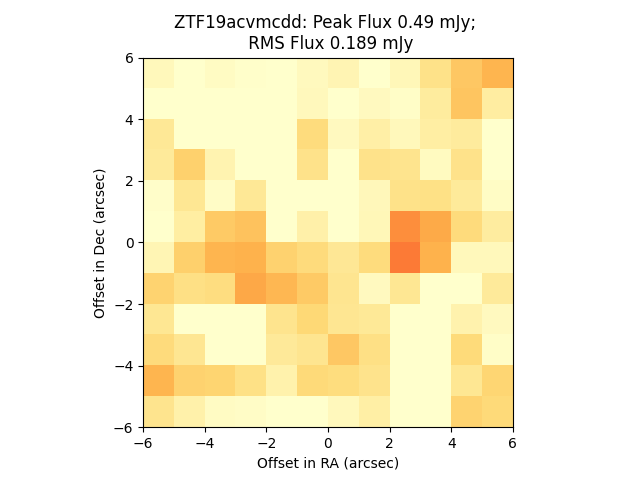 ZTF19acvmcdd: Peak Flux 0.49 mJy;
RMS Flux 0.189 mJy
6
4
2
0
−2
−4
−6
Offset in Dec (arcsec)
−6 −4 −2 0 2 4 6
Offset in RA (arcsec)